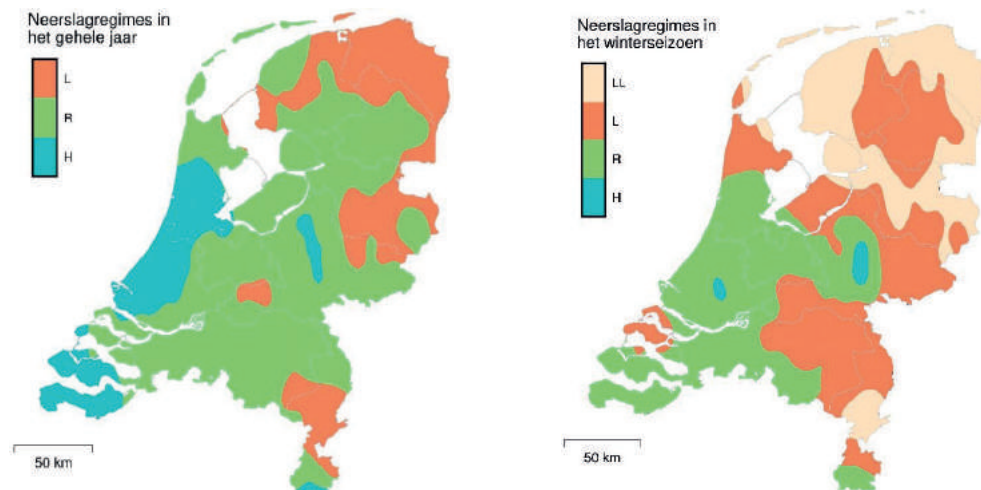 Neerslagregimes in
het gehele jaar
L
R
H
50 km
Neerslagregimes in
het winterseizoen
LL
L
R
H
50 km